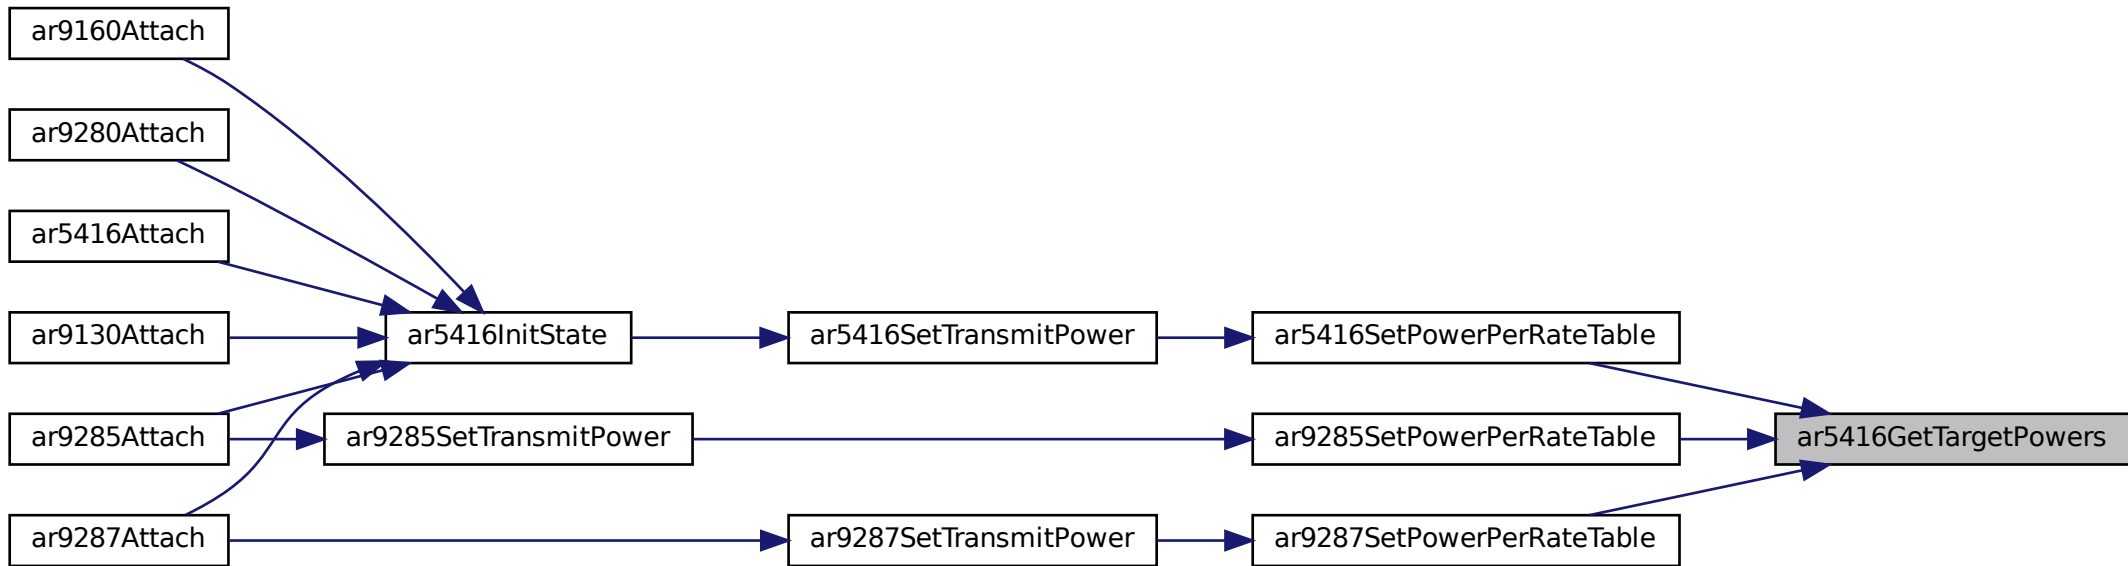 ar9160Attach
ar9280Attach
ar5416Attach
ar9130Attach
ar5416InitState
ar5416SetTransmitPower
ar5416SetPowerPerRateTable
ar9285Attach
ar9285SetTransmitPower
ar9285SetPowerPerRateTable
ar5416GetTargetPowers
ar9287Attach
ar9287SetTransmitPower
ar9287SetPowerPerRateTable